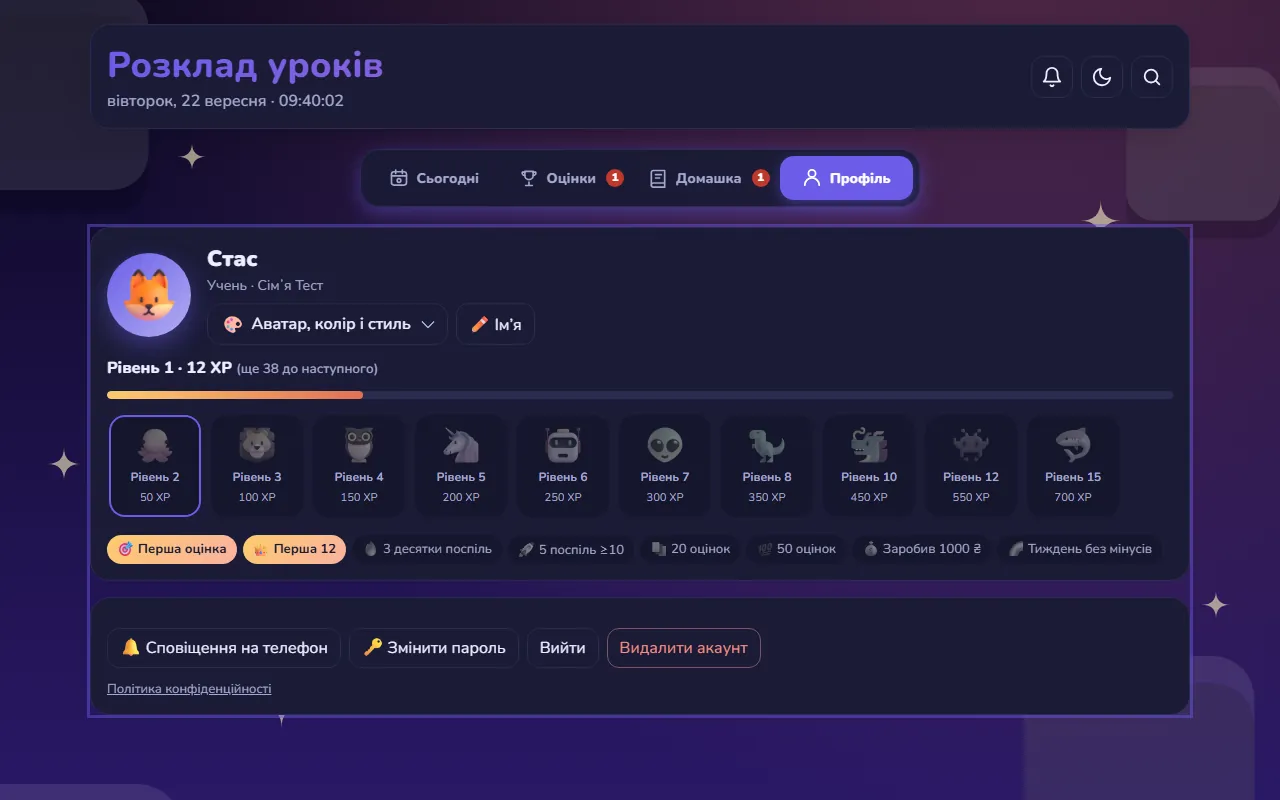 Розклад уроків
вівторок, 22 вересня · 09:40:02
Сьогодні Оцінки 1 Домашка 1 Профіль
Стас
Учень · Сімʼя Тест
Аватар, колір і стиль Імʼя
Рівень 1 · 12 XP (ще 38 до наступного)
Рівень 2 Рівень 3 Рівень 4 Рівень 5 Рівень 6 Рівень 7 Рівень 8 Рівень 10 Рівень 12 Рівень 15
50 XP 100 XP 150 XP 200 XP 250 XP 300 XP 350 XP 450 XP 550 XP 700 XP
Перша оцінка Перша 12 3 десятки поспіль 5 поспіль ≥10 20 оцінок 50 оцінок Заробив 1000 ₴ Тиждень без мінусів
Сповіщення на телефон Змінити пароль Вийти Видалити акаунт
Політика конфіденційності